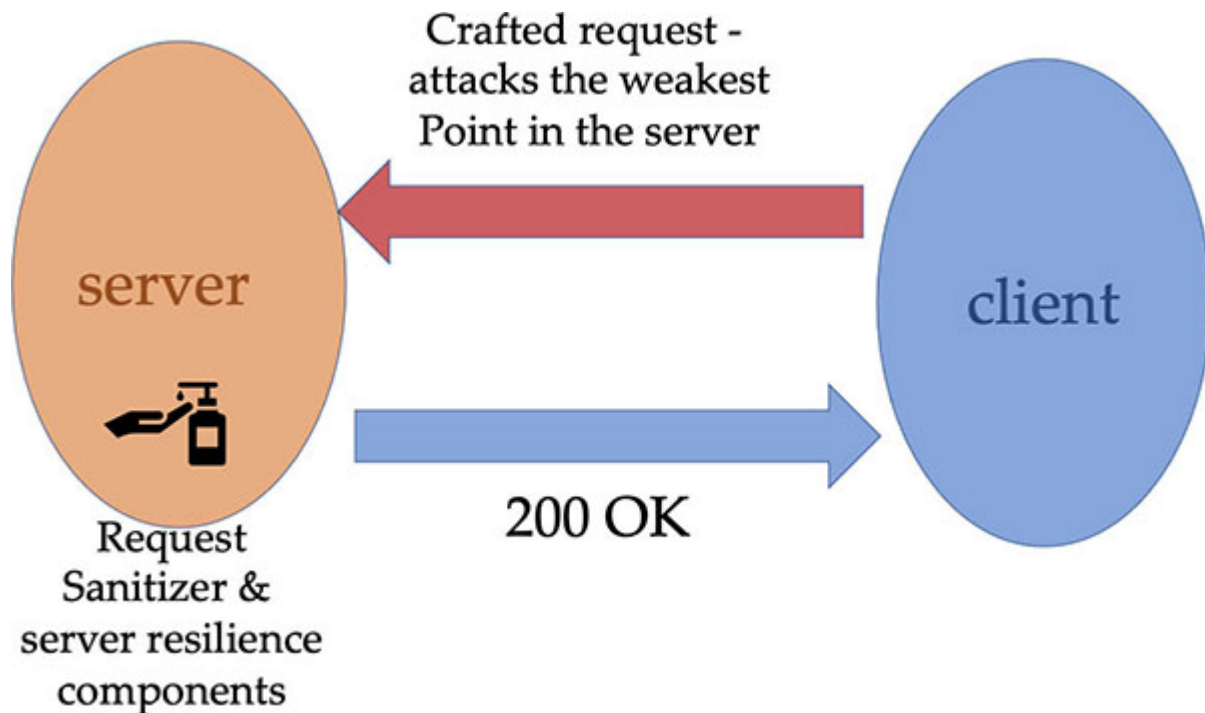 Crafted request -
attacks the weakest
Point in the server
server
client
200 OK
Request
Sanitizer &
server resilience
components